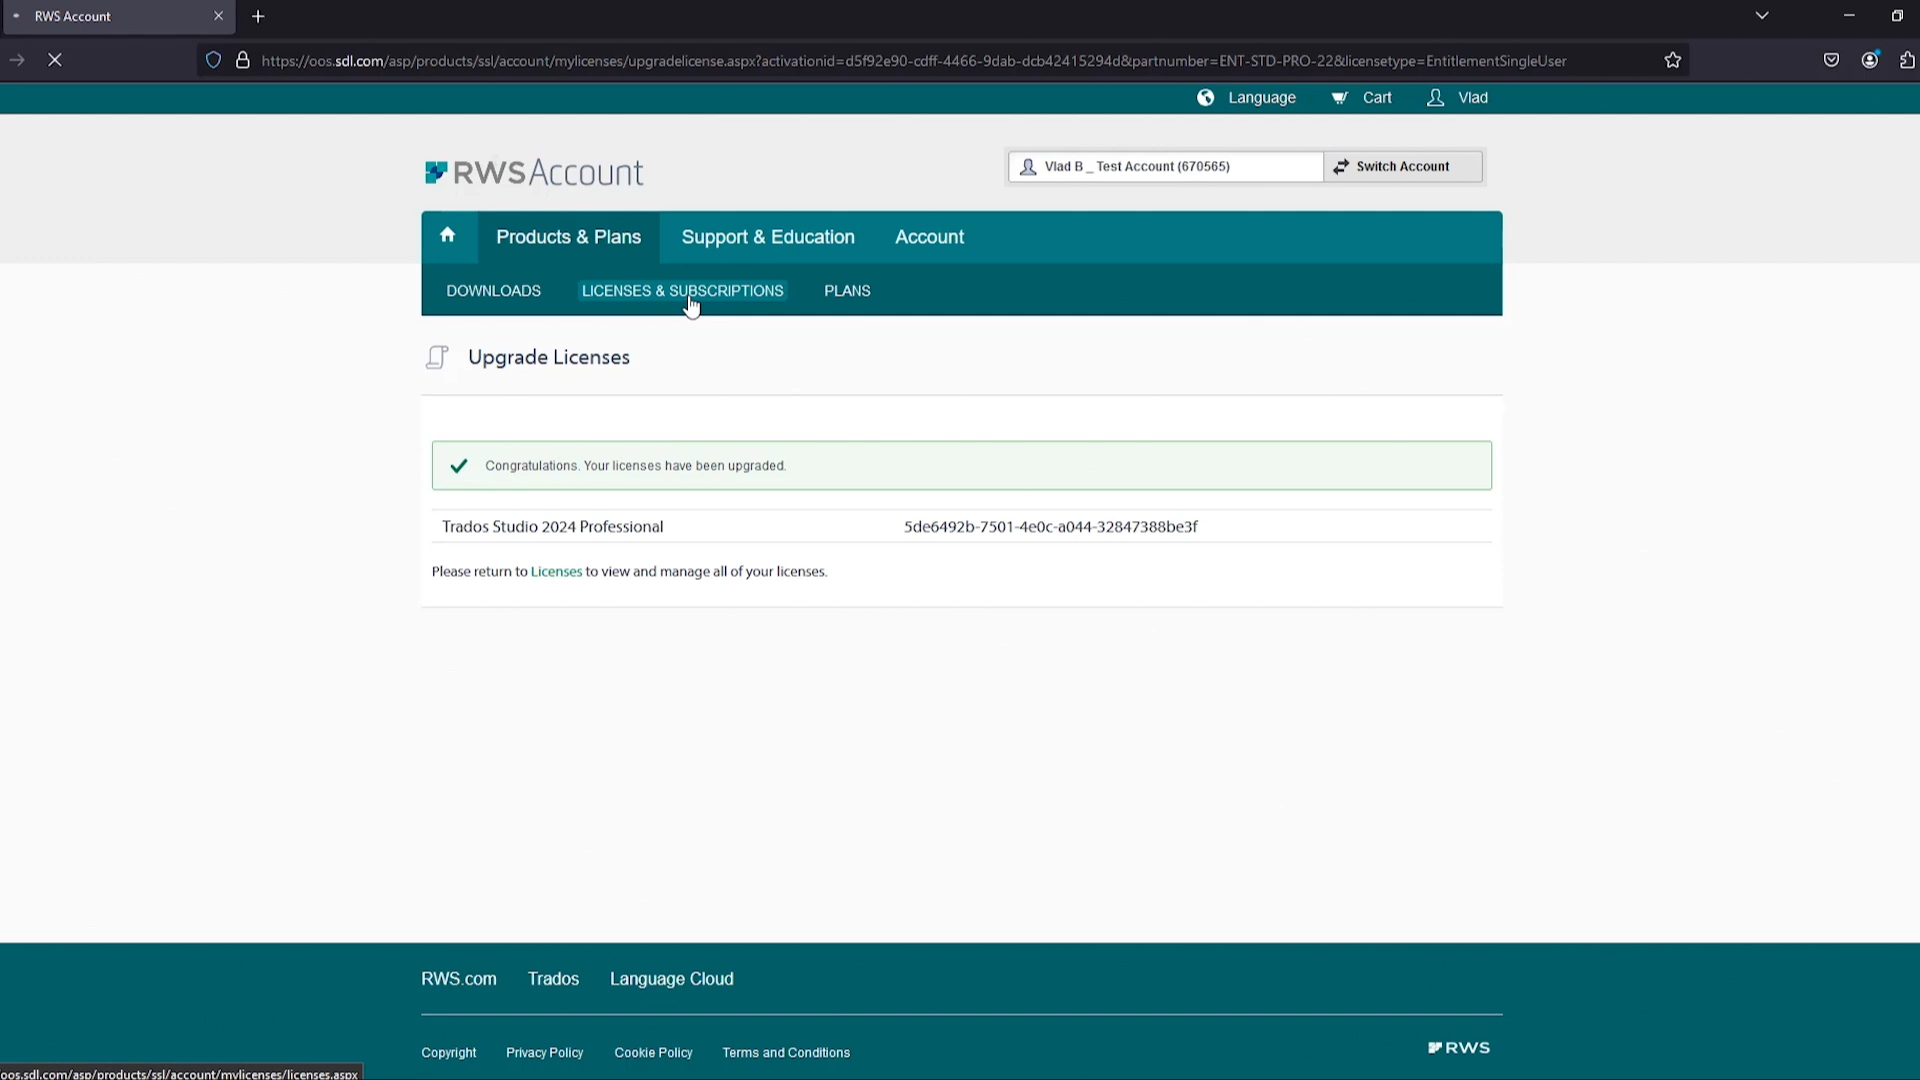 RWS Account
https://oos.sdl.com/asp/products/ssl/account/mylicenses/upgradelicense.aspx?activationid=d5f92e90-cdff-4466-9dab-dcb42415294d&partnumber=ENT-STD-PRO-22&licensetype=EntitlementSingleUser
Language Cart Vlad
RWS Account
Vlad B _ Test Account (670565) Switch Account
Products & Plans Support & Education Account
DOWNLOADS LICENSES & SUBSCRIPTIONS PLANS
Upgrade Licenses
Congratulations. Your licenses have been upgraded.
Trados Studio 2024 Professional 5de6492b-7501-4e0c-a044-32847388be3f
Please return to Licenses to view and manage all of your licenses.
RWS.com Trados Language Cloud
Copyright Privacy Policy Cookie Policy Terms and Conditions RWS
oos.sdl.com/asp/products/ssl/account/mylicenses/licenses.aspx